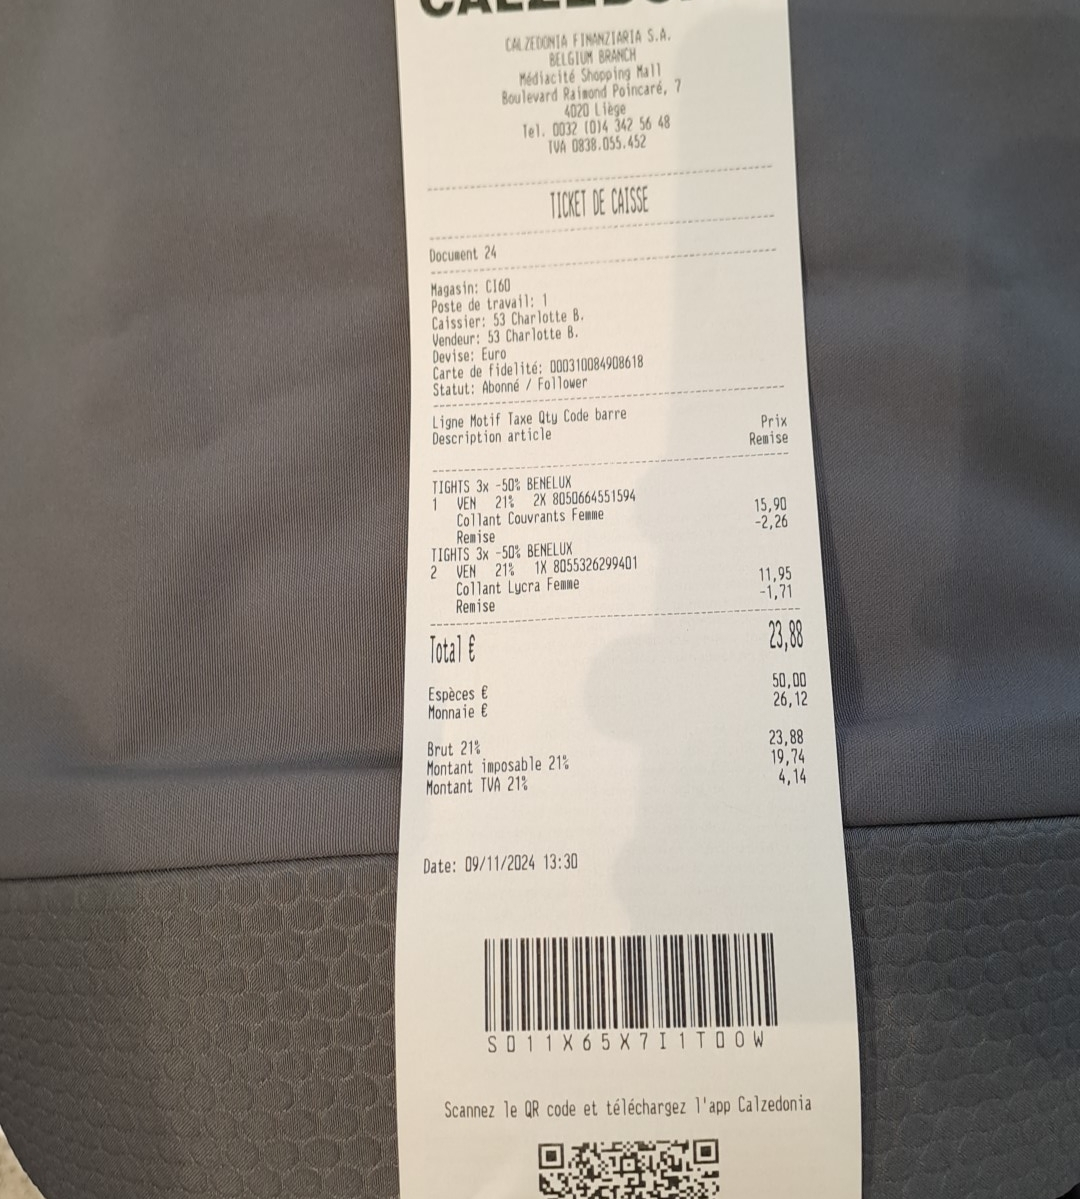 CALZEDONIA
CALZEDONIA FINANZIARIA S.A.
BELGIUM BRANCH
Médiacité Shopping Mall
Boulevard Raimond Poincaré, 7
4020 Liège
Tel. 0032 (0)4 342 56 48
TVA 0838.055.452
TICKET DE CAISSE
Document 24
Magasin: CI60
Poste de travail: 1
Caissier: 53 Charlotte B.
Vendeur: 53 Charlotte B.
Devise: Euro
Carte de fidelité: 000310084908618
Statut: Abonné / Follower
Ligne Motif Taxe Qty Code barre Prix
Description article Remise
TIGHTS 3x -50% BENELUX
1 VEN 21% 2X 8050664551594 15,90
Collant Couvrants Femme -2,26
Remise
TIGHTS 3x -50% BENELUX
2 VEN 21% 1X 8055326299401 11,95
Collant Lycra Femme -1,71
Remise
Total € 23,88
Espèces € 50,00
Monnaie € 26,12
Brut 21% 23,88
Montant imposable 21% 19,74
Montant TVA 21% 4,14
Date: 09/11/2024 13:30
S011X65X7I1T00W
Scannez le QR code et téléchargez l'app Calzedonia